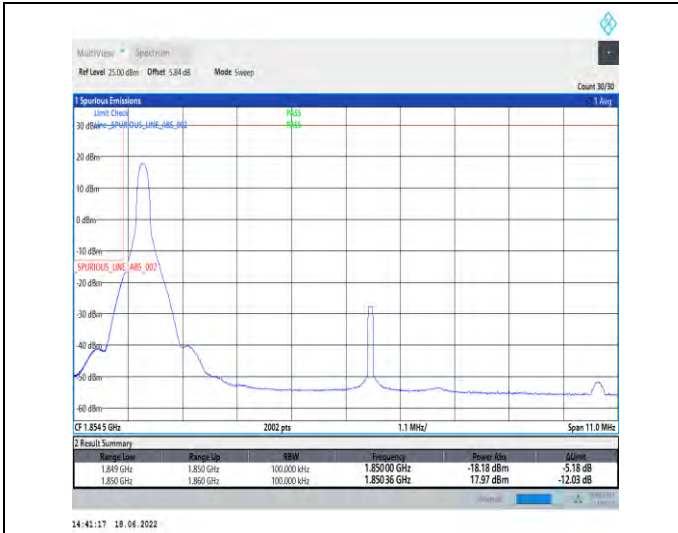 MultiView Spectrum
Ref Level 25.00 dBm Offset 5.84 dB Mode Sweep
Count 30/30
1 Spurious Emissions 1 Avg
Limit Check PASS
30 dBm Line _SPURIOUS_LINE_ABS_002 PASS
20 dBm
10 dBm
0 dBm
-10 dBm
_SPURIOUS_LINE_ABS_002
-20 dBm
-30 dBm
-40 dBm
-50 dBm
-60 dBm
CF 1.854 5 GHz 2002 pts 1.1 MHz/ Span 11.0 MHz
2 Result Summary
Range Low Range Up RBW Frequency Power Abs ΔLimit
1.849 GHz 1.850 GHz 100.000 kHz 1.85000 GHz -18.18 dBm -5.18 dB
1.850 GHz 1.860 GHz 100.000 kHz 1.85036 GHz 17.97 dBm -12.03 dB
14:41:17 18.06.2022